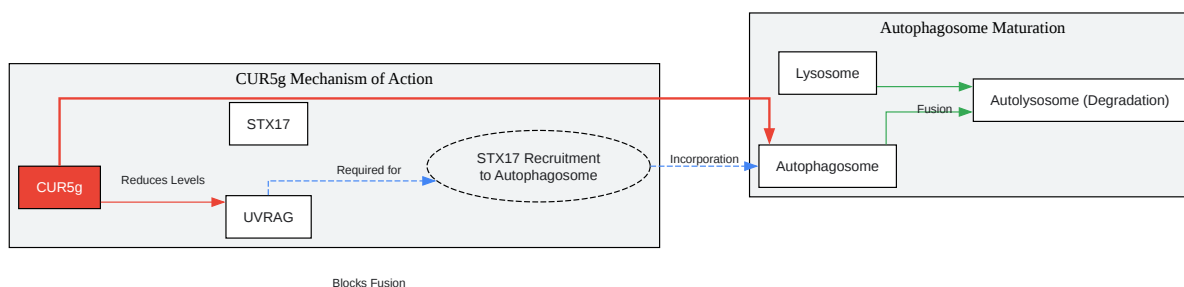 Autophagosome Maturation
Lysosome
Autolysosome (Degradation)
Fusion
Autophagosome
CUR5g Mechanism of Action
STX17
STX17 Recruitment
to Autophagosome
Incorporation
Required for
CUR5g
Reduces Levels
UVRAG
Blocks Fusion